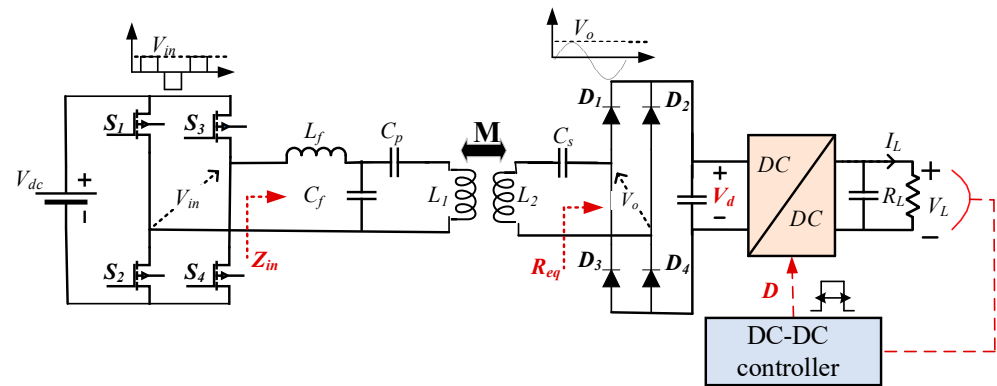 V_in
V_o
S_1
S_3
L_f
C_p
M
C_s
D_1
D_2
V_dc
+
-
V_in
C_f
L_1
L_2
V_o
+
V_d
-
DC
DC
I_L
R_L
+
V_L
-
S_2
S_4
Z_in
R_eq
D_3
D_4
D
DC-DC
controller